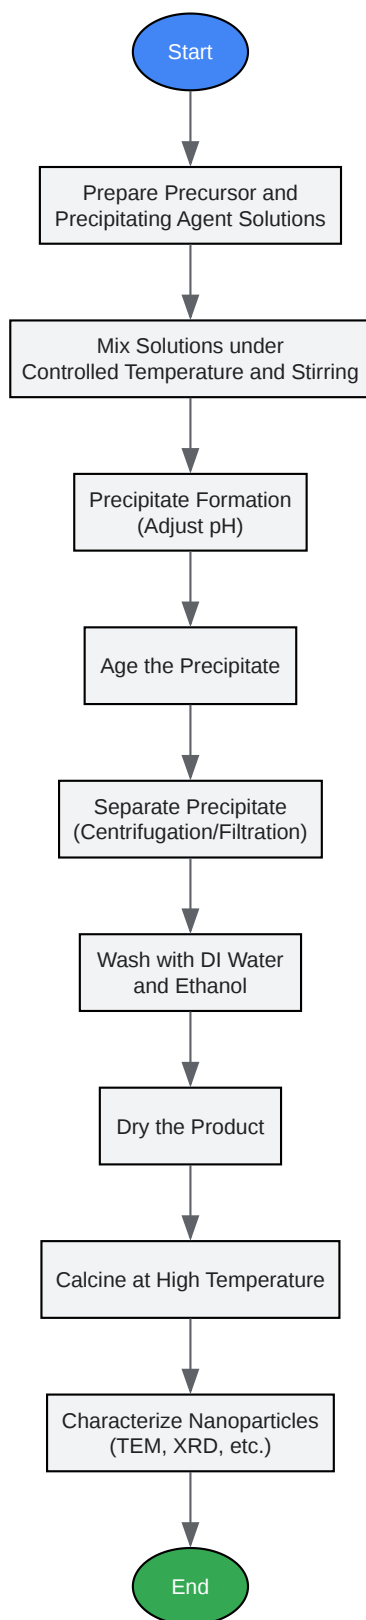 Start
Prepare Precursor and
Precipitating Agent Solutions
Mix Solutions under
Controlled Temperature and Stirring
Precipitate Formation
(Adjust pH)
Age the Precipitate
Separate Precipitate
(Centrifugation/Filtration)
Wash with DI Water
and Ethanol
Dry the Product
Calcine at High Temperature
Characterize Nanoparticles
(TEM, XRD, etc.)
End